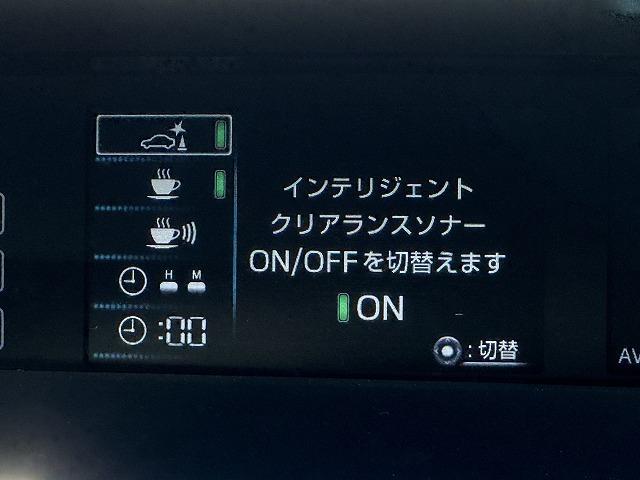 インテリジェント
クリアランスソナー
ON/OFFを切替えます
ON
H M
:00
:切替
AV